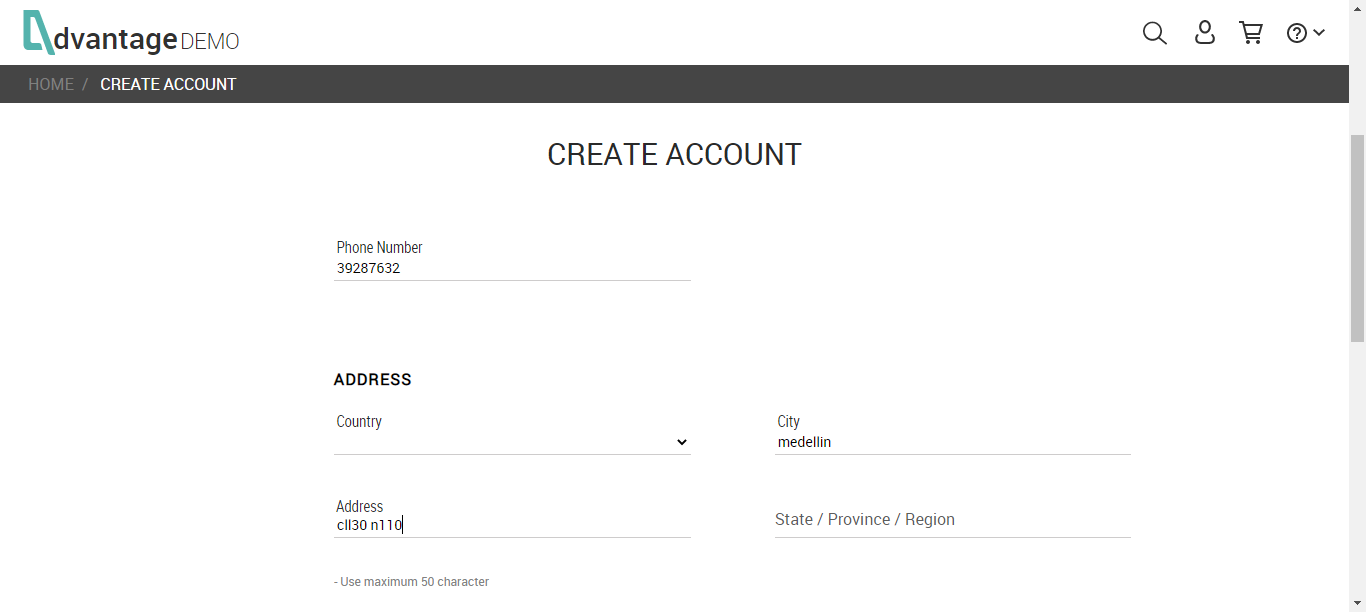 dvantage DEMO
HOME / CREATE ACCOUNT
CREATE ACCOUNT
Phone Number
39287632
ADDRESS
Country
City
medellin
Address
cll30 n110
State / Province / Region
- Use maximum 50 character